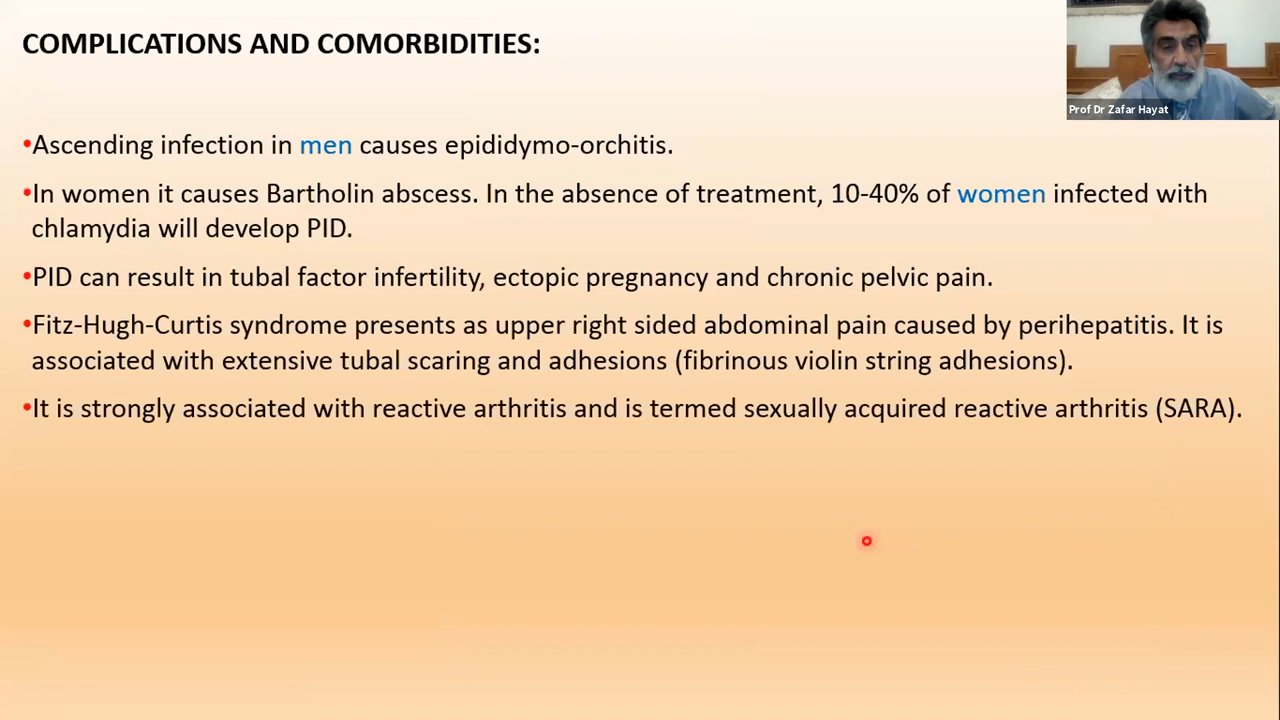 COMPLICATIONS AND COMORBIDITIES:
Prof Dr Zafar Hayat
•Ascending infection in men causes epididymo-orchitis.
•In women it causes Bartholin abscess. In the absence of treatment, 10-40% of women infected with
chlamydia will develop PID.
•PID can result in tubal factor infertility, ectopic pregnancy and chronic pelvic pain.
•Fitz-Hugh-Curtis syndrome presents as upper right sided abdominal pain caused by perihepatitis. It is
associated with extensive tubal scaring and adhesions (fibrinous violin string adhesions).
•It is strongly associated with reactive arthritis and is termed sexually acquired reactive arthritis (SARA).